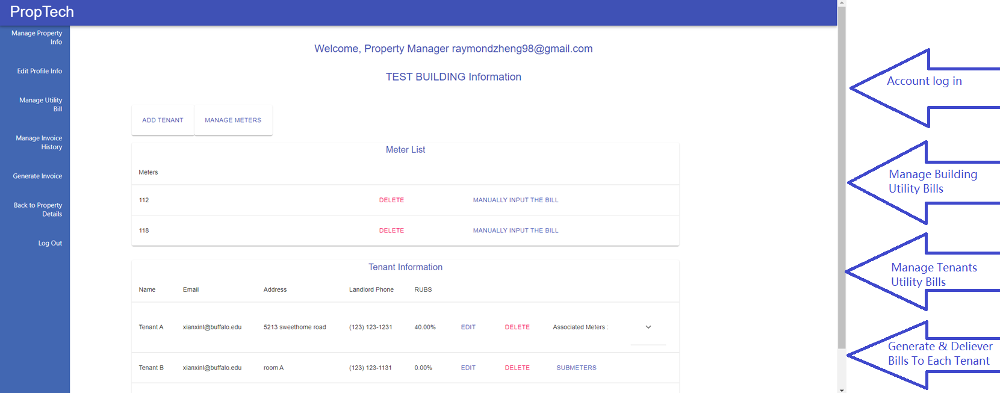 PropTech
Manage Property
Info
Edit Profile Info
Manage Utility
Bill
Manage Invoice
History
Generate Invoice
Back to Property
Details
Log Out
Welcome, Property Manager raymondzheng98@gmail.com
TEST BUILDING Information
ADD TENANT MANAGE METERS
Meter List
Meters
112 DELETE MANUALLY INPUT THE BILL
118 DELETE MANUALLY INPUT THE BILL
Tenant Information
Name Email Address Landlord Phone RUBS
Tenant A xianxinl@buffalo.edu 5213 sweethome road (123) 123-1231 40.00% EDIT DELETE Associated Meters :
Tenant B xianxinl@buffalo.edu room A (123) 123-1131 0.00% EDIT DELETE SUBMETERS
Account log in
Manage Building
Utility Bills
Manage Tenants
Utility Bills
Generate & Deliever
Bills To Each Tenant